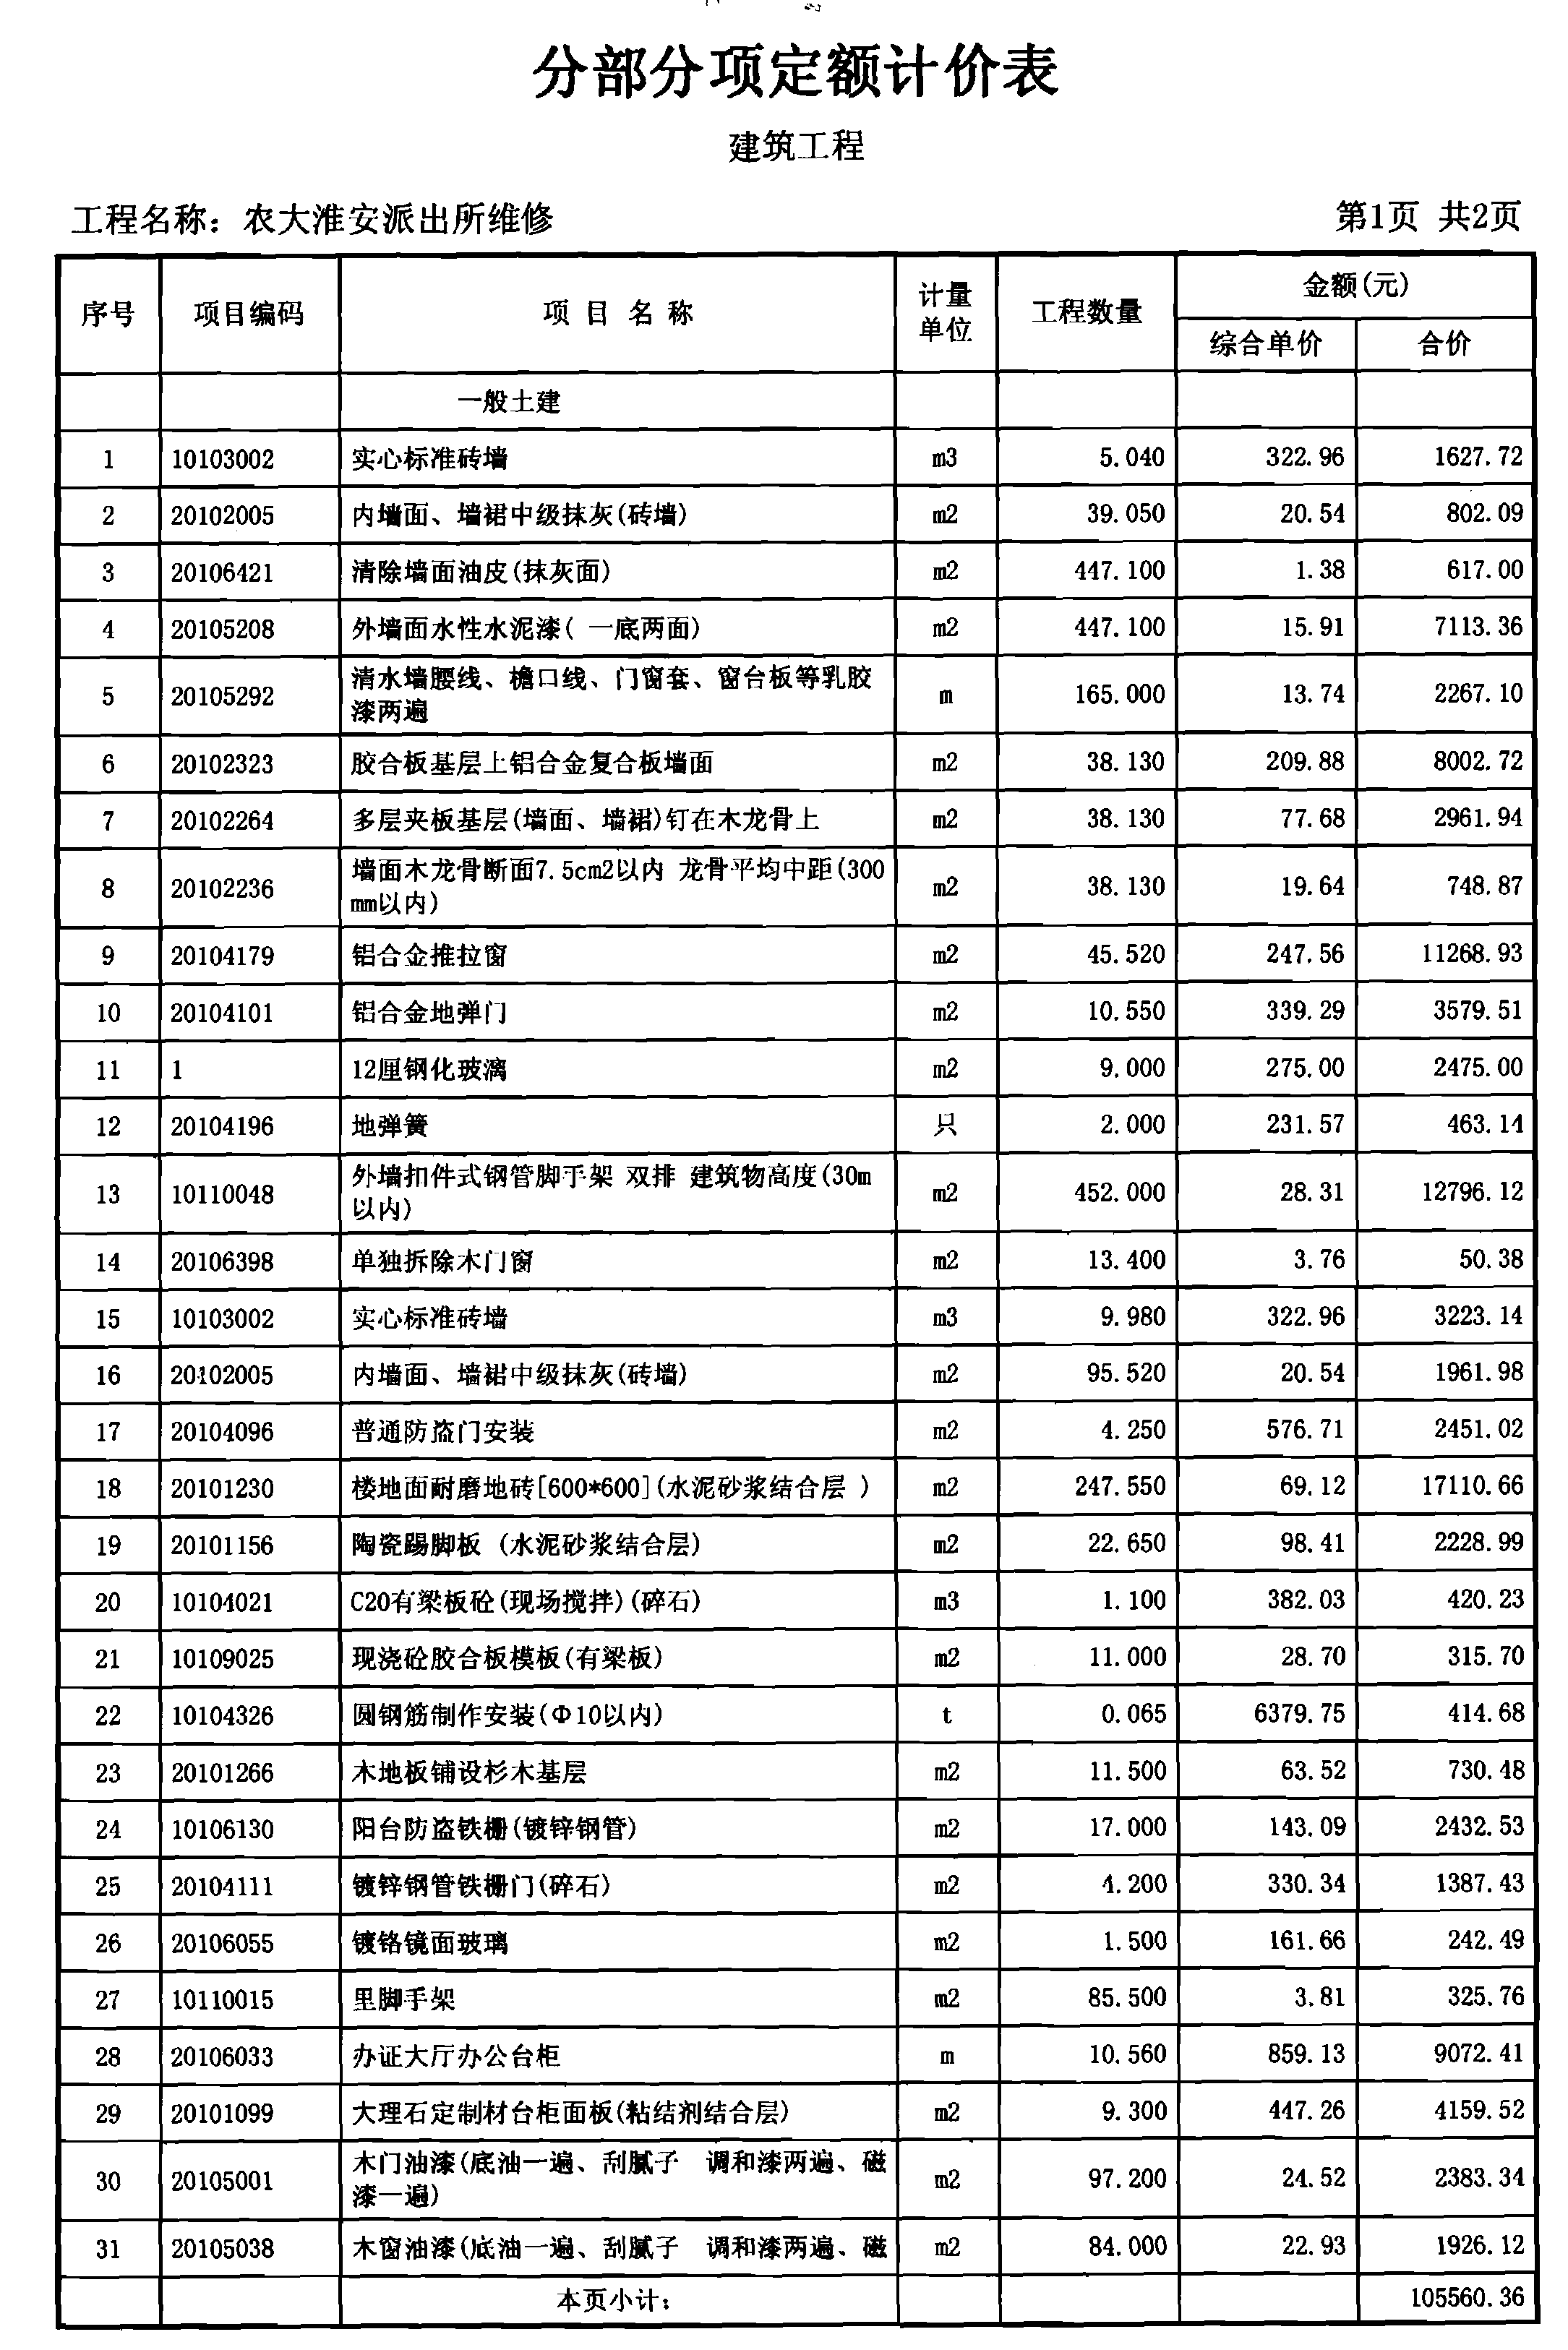 分部分项定额计价表
建筑工程
工程名称：农大淮安派出所维修 第1页 共2页
序号 项目编码 项 目 名 称 计量单位 工程数量 金额(元)
综合单价 合价
一般土建
1 10103002 实心标准砖墙 m3 5.040 322.96 1627.72
2 20102005 内墙面、墙裙中级抹灰(砖墙) m2 39.050 20.54 802.09
3 20106421 清除墙面油皮(抹灰面) m2 447.100 1.38 617.00
4 20105208 外墙面水性水泥漆( 一底两面) m2 447.100 15.91 7113.36
5 20105292 清水墙腰线、檐口线、门窗套、窗台板等乳胶 m 165.000 13.74 2267.10
漆两遍
6 20102323 胶合板基层上铝合金复合板墙面 m2 38.130 209.88 8002.72
7 20102264 多层夹板基层(墙面、墙裙)钉在木龙骨上 m2 38.130 77.68 2961.94
8 20102236 墙面木龙骨断面7.5cm2以内 龙骨平均中距(300 m2 38.130 19.64 748.87
mm以内)
9 20104179 铝合金推拉窗 m2 45.520 247.56 11268.93
10 20104101 铝合金地弹门 m2 10.550 339.29 3579.51
11 1 12厘钢化玻璃 m2 9.000 275.00 2475.00
12 20104196 地弹簧 只 2.000 231.57 463.14
13 10110048 外墙扣件式钢管脚手架 双排 建筑物高度(30m m2 452.000 28.31 12796.12
以内)
14 20106398 单独拆除木门窗 m2 13.400 3.76 50.38
15 10103002 实心标准砖墙 m3 9.980 322.96 3223.14
16 20102005 内墙面、墙裙中级抹灰(砖墙) m2 95.520 20.54 1961.98
17 20104096 普通防盗门安装 m2 4.250 576.71 2451.02
18 20101230 楼地面耐磨地砖[600*600](水泥砂浆结合层 ) m2 247.550 69.12 17110.66
19 20101156 陶瓷踢脚板 (水泥砂浆结合层) m2 22.650 98.41 2228.99
20 10104021 C20有梁板砼(现场搅拌)(碎石) m3 1.100 382.03 420.23
21 10109025 现浇砼胶合板模板(有梁板) m2 11.000 28.70 315.70
22 10104326 圆钢筋制作安装(Φ10以内) t 0.065 6379.75 414.68
23 20101266 木地板铺设杉木基层 m2 11.500 63.52 730.48
24 10106130 阳台防盗铁栅(镀锌钢管) m2 17.000 143.09 2432.53
25 20104111 镀锌钢管铁栅门(碎石) m2 4.200 330.34 1387.43
26 20106055 镀铬镜面玻璃 m2 1.500 161.66 242.49
27 10110015 里脚手架 m2 85.500 3.81 325.76
28 20106033 办证大厅办公台柜 m 10.560 859.13 9072.41
29 20101099 大理石定制材台柜面板(粘结剂结合层) m2 9.300 447.26 4159.52
30 20105001 木门油漆(底油一遍、刮腻子 调和漆两遍、磁 m2 97.200 24.52 2383.34
漆一遍)
31 20105038 木窗油漆(底油一遍、刮腻子 调和漆两遍、磁 m2 84.000 22.93 1926.12
本页小计： 105560.36